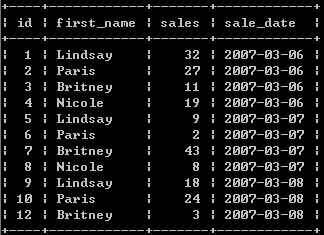 id | first_name | sales | sale_date
1 | Lindsay | 32 | 2007-03-06
2 | Paris | 27 | 2007-03-06
3 | Britney | 11 | 2007-03-06
4 | Nicole | 19 | 2007-03-06
5 | Lindsay | 9 | 2007-03-07
6 | Paris | 2 | 2007-03-07
7 | Britney | 43 | 2007-03-07
8 | Nicole | 8 | 2007-03-07
9 | Lindsay | 18 | 2007-03-08
10 | Paris | 24 | 2007-03-08
12 | Britney | 3 | 2007-03-08